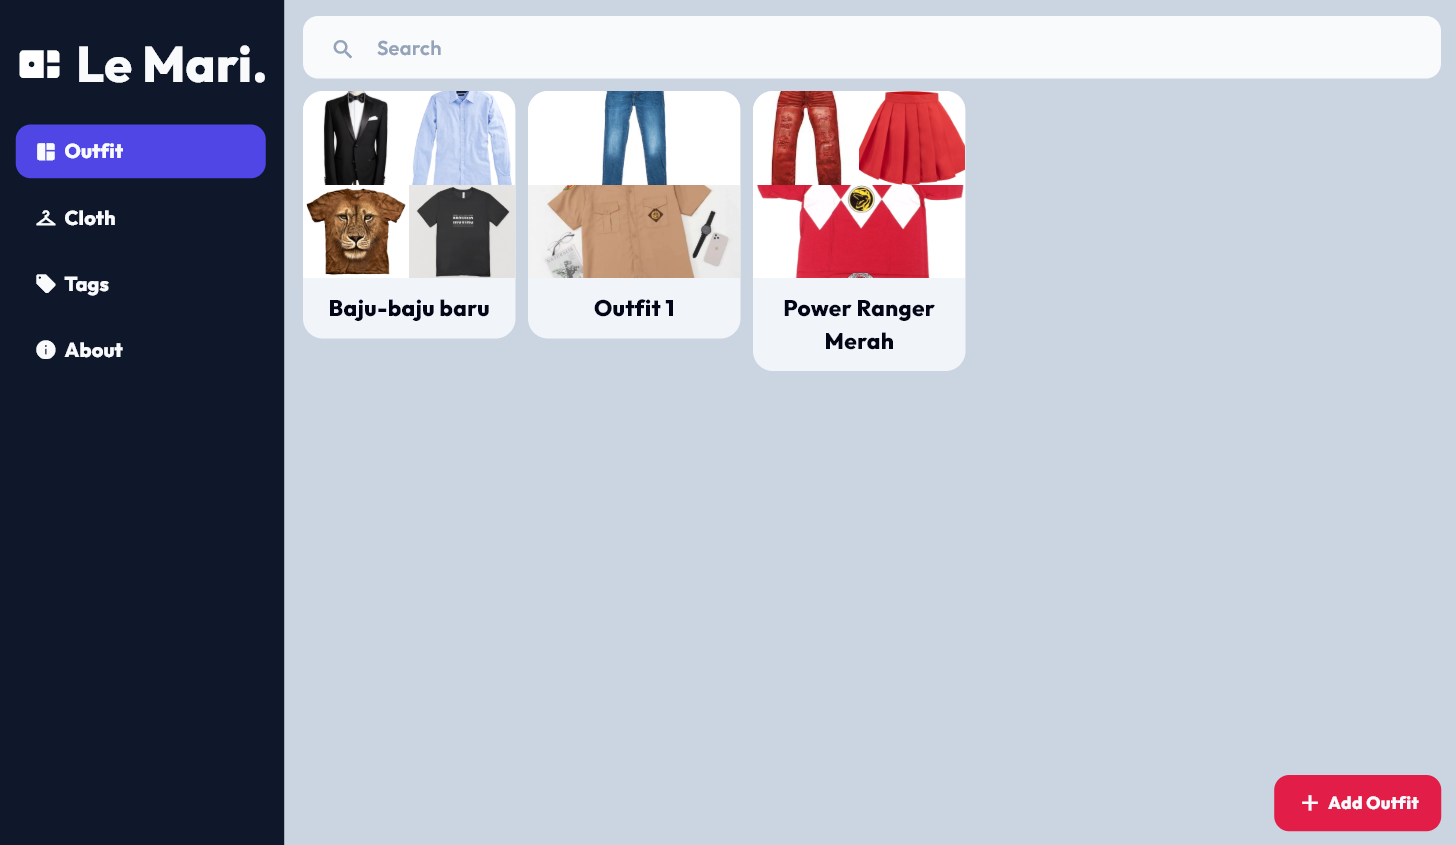 Le Mari.
Outfit
Cloth
Tags
About
Search
Baju-baju baru
Outfit 1
Power Ranger
Merah
Add Outfit